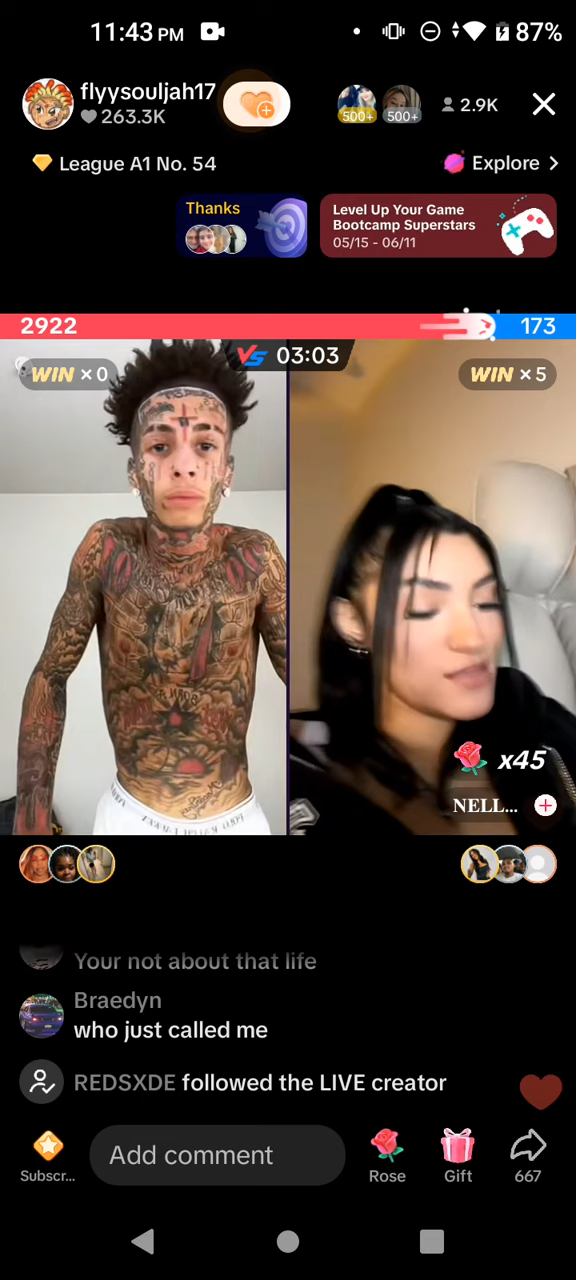 11:43 PM
87%
flyysouljah17
263.3K
500+
500+
2.9K
League A1 No. 54
Explore >
Thanks
Level Up Your Game
Bootcamp Superstars
05/15 - 06/11
2922
173
WIN × 0
VS 03:03
WIN × 5
x45
NELL...
Your not about that life
Braedyn
who just called me
REDSXDE followed the LIVE creator
Add comment
Subscr...
Rose
Gift
667